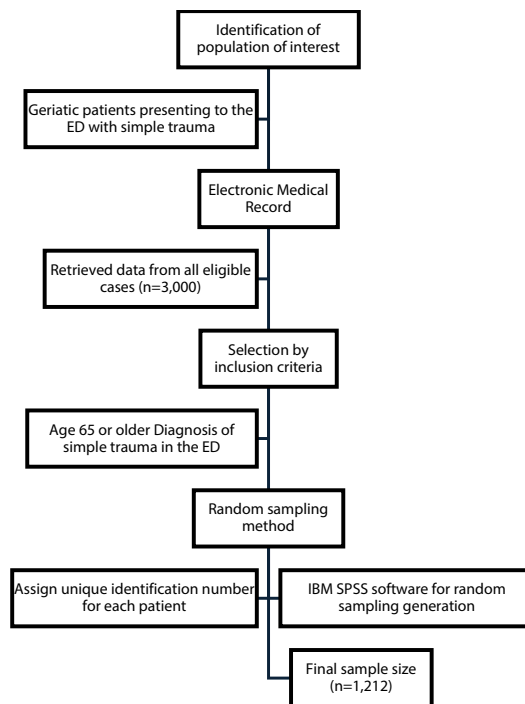 Identification of
population of interest
Geriatic patients presenting to the
ED with simple trauma
Electronic Medical
Record
Retrieved data from all eligible
cases (n=3,000)
Selection by
inclusion criteria
Age 65 or older Diagnosis of
simple trauma in the ED
Random sampling
method
Assign unique identification number
for each patient
IBM SPSS software for random
sampling generation
Final sample size
(n=1,212)